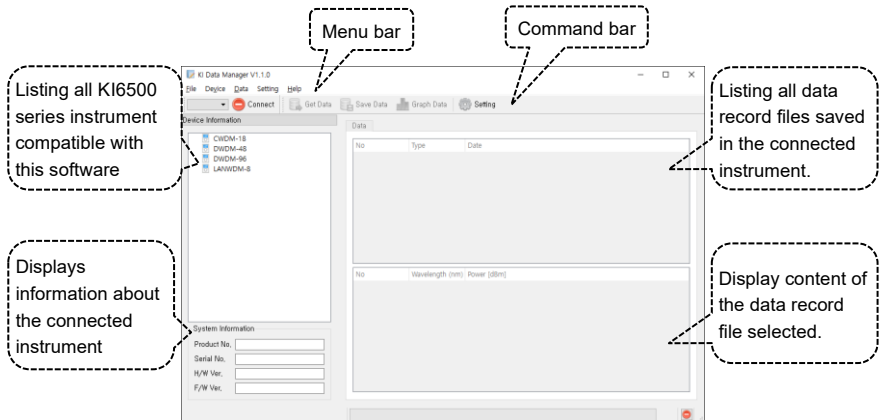 Menu bar
Command bar
Listing all KI6500
series instrument
compatible with
this software
KI Data Manager V1.1.0
File Device Data Setting Help
Connect Get Data Save Data Graph Data Setting
Device Information
CWDM-18
DWDM-48
DWDM-96
LANWDM-8
Data
No Type Date
Listing all data
record files saved
in the connected
instrument.
Displays
information about
the connected
instrument
System Information
Product No.
Serial No.
H/W Ver.
F/W Ver.
No Wavelength (nm) Power [dBm]
Display content of
the data record
file selected.